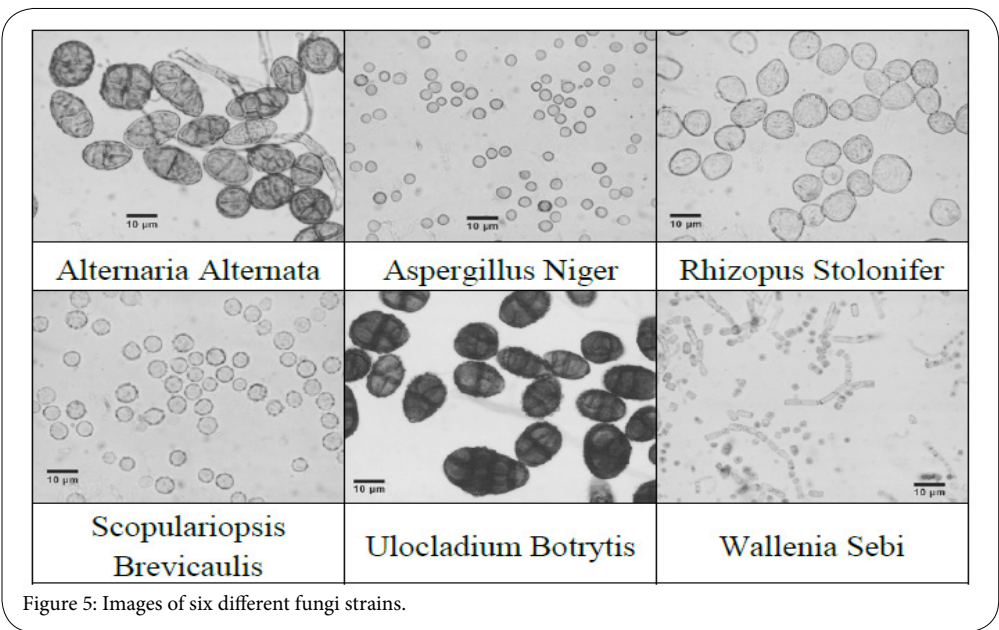 10 μm
10 μm
10 μm
Alternaria Alternata
Aspergillus Niger
Rhizopus Stolonifer
10 μm
10 μm
10 μm
Scopulariopsis
Brevicaulis
Ulocladium Botrytis
Wallenia Sebi
Figure 5: Images of six different fungi strains.